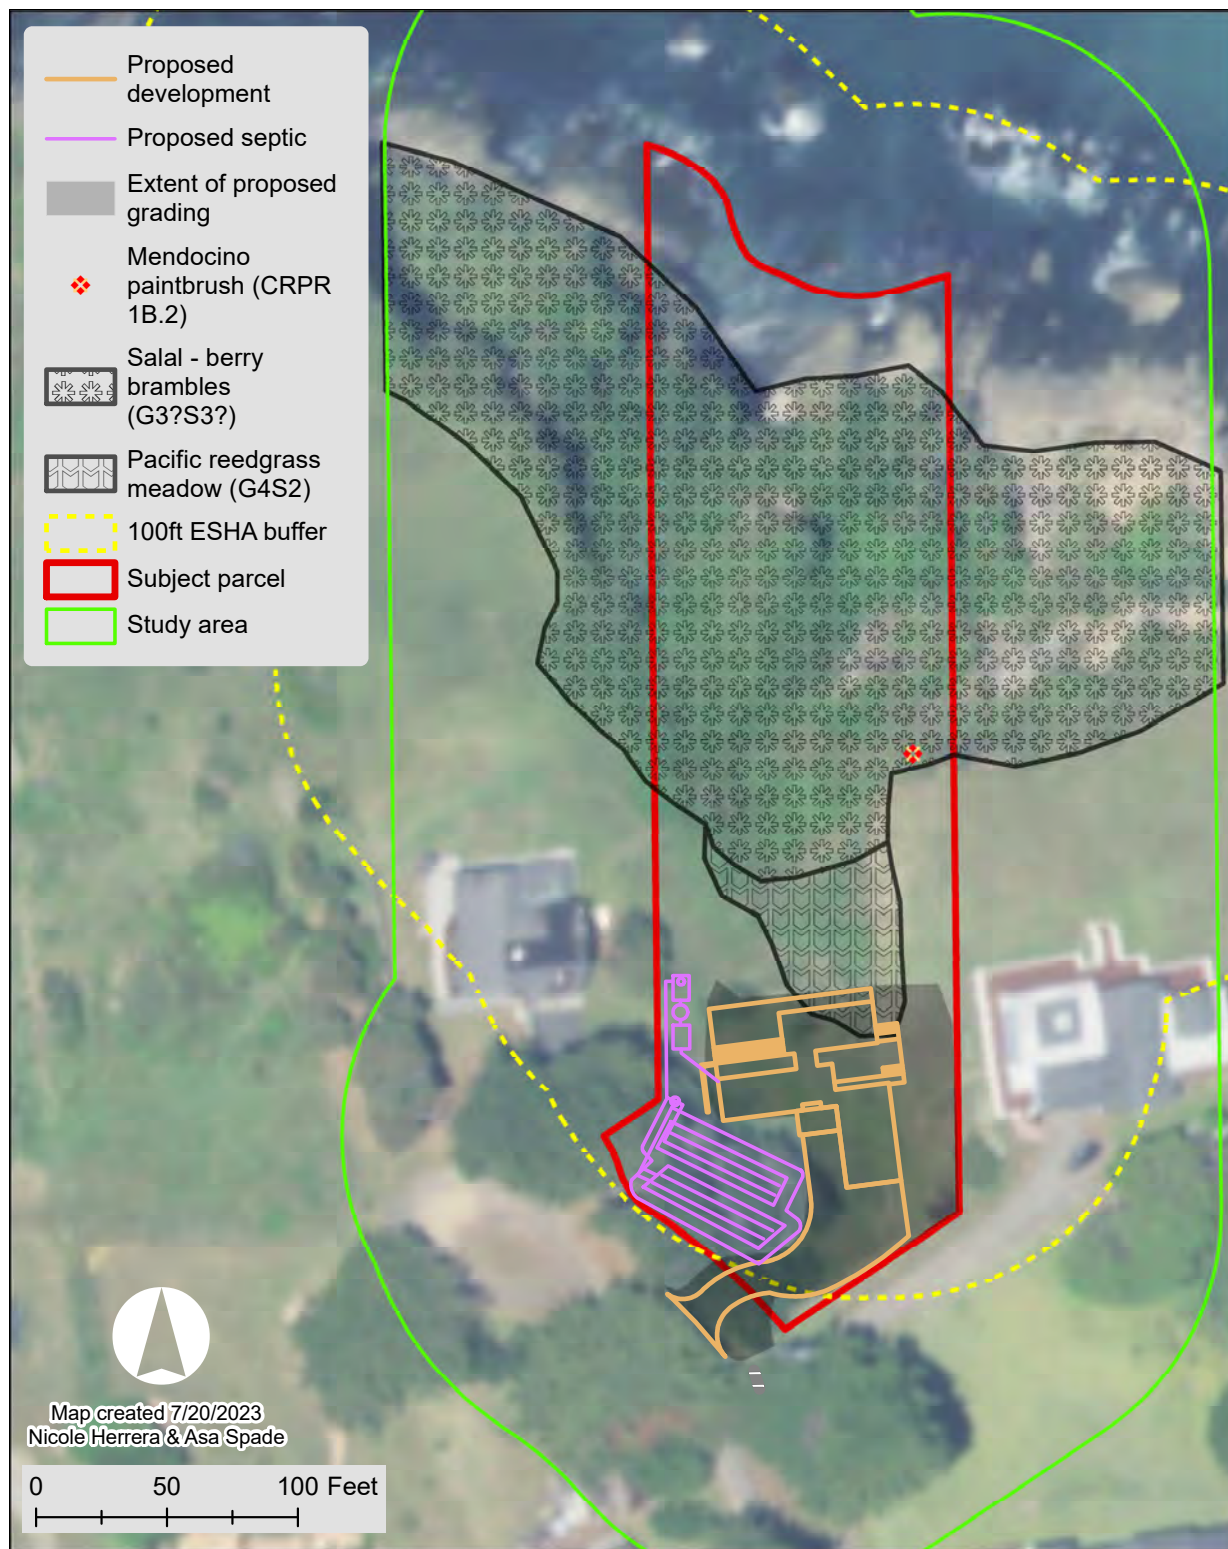 Proposed
development
Proposed septic
Extent of proposed
grading
Mendocino
paintbrush (CRPR
1B.2)
Salal - berry
brambles
(G3?S3?)
Pacific reedgrass
meadow (G4S2)
100ft ESHA buffer
Subject parcel
Study area
Map created 7/20/2023
Nicole Herrera & Asa Spade
0 50 100 Feet